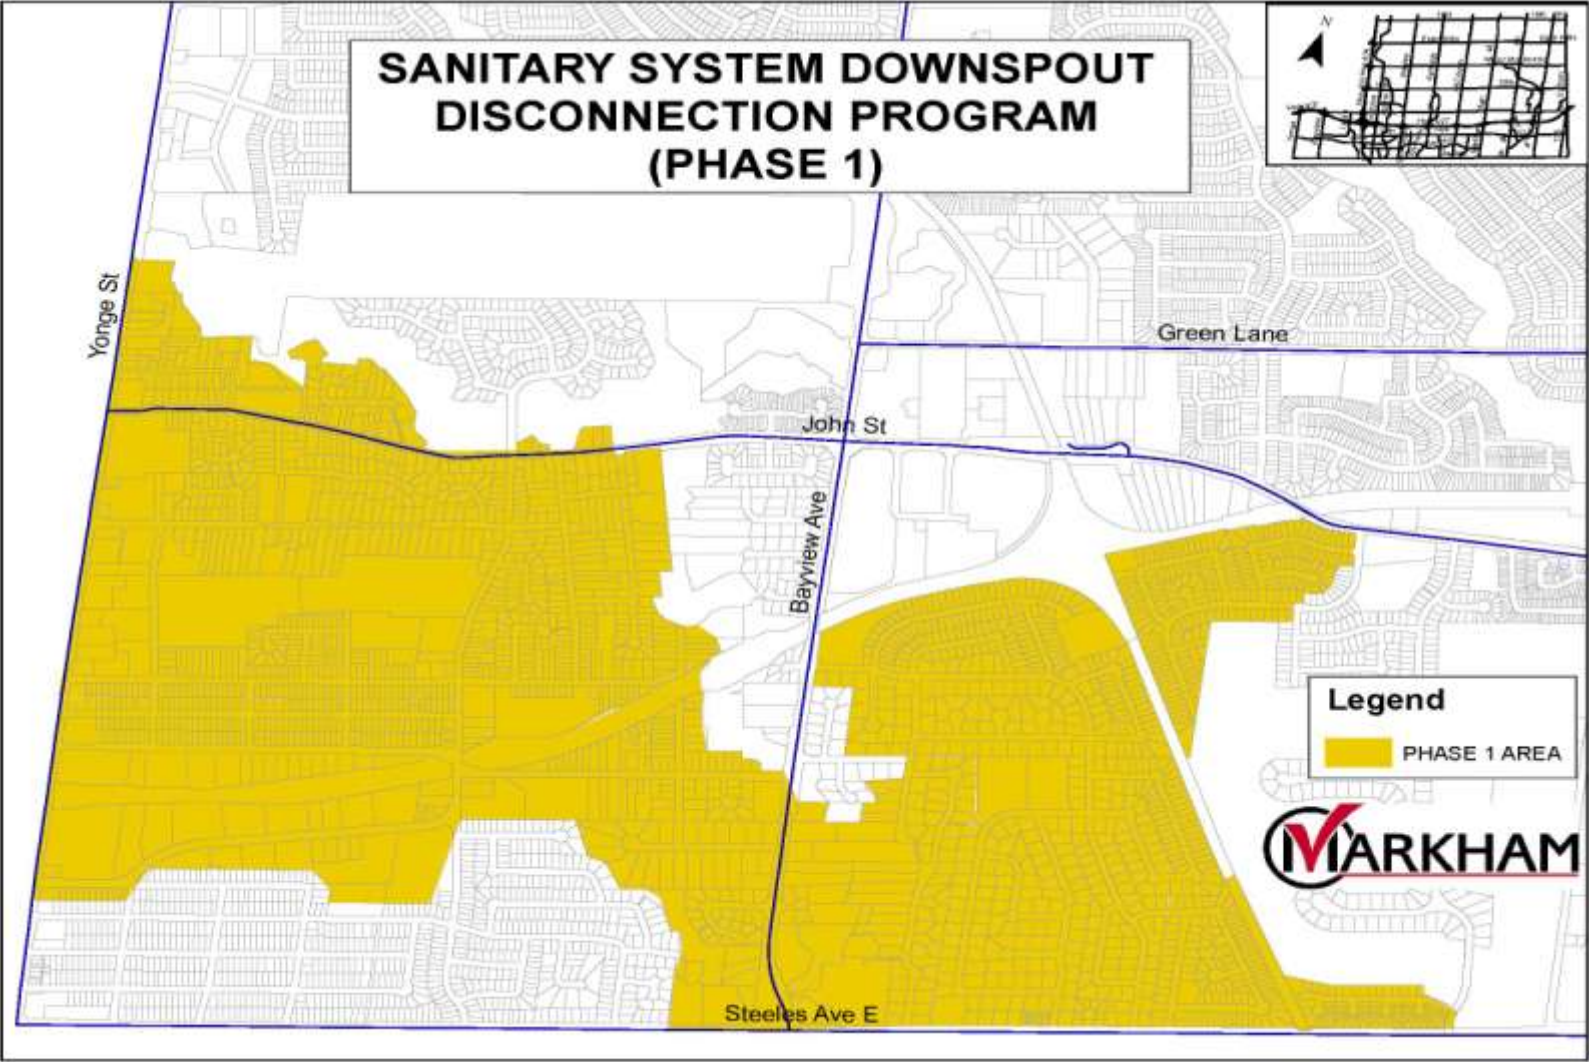 SANITARY SYSTEM DOWNSPOUT
DISCONNECTION PROGRAM
(PHASE 1)
N
Yonge St
Green Lane
John St
Bayview Ave
Legend
PHASE 1 AREA
MARKHAM
Steeles Ave E